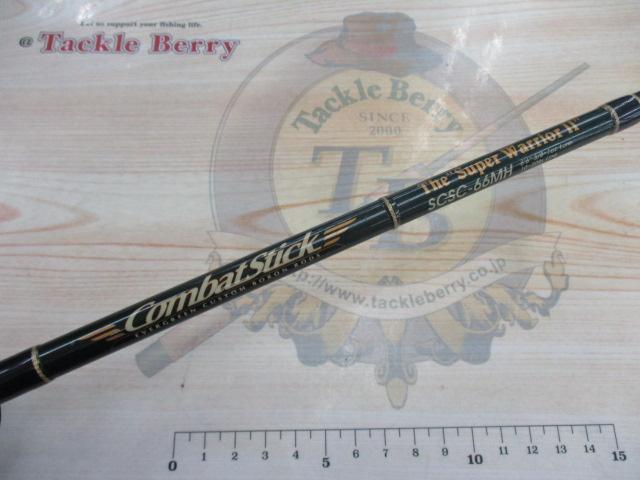 Let us support your fishing life.
@ Tackle Berry
Tackle Berry
SINCE
2000
TB
http://www.tackleberry.co.jp
The "Super Warrior II"
SCSC-66MH
CombatStick
EVERGREEN CUSTOM BORON RODS
0 1 2 3 4 5 6 7 8 9 10 11 12 13 14 15